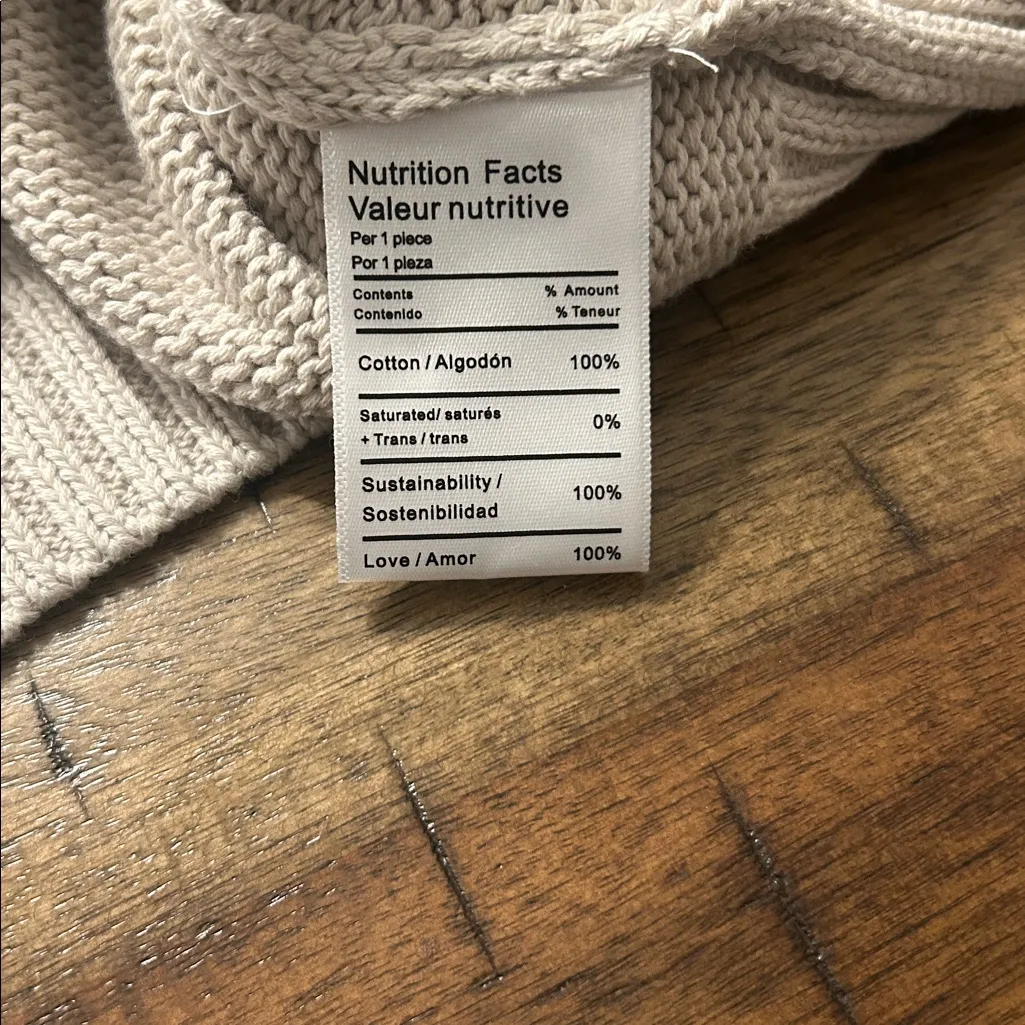 Nutrition Facts
Valeur nutritive
Per 1 piece
Por 1 pieza
Contents % Amount
Contenido % Teneur
Cotton / Algodón 100%
Saturated/ saturés
+ Trans / trans 0%
Sustainability /
Sostenibilidad 100%
Love / Amor 100%